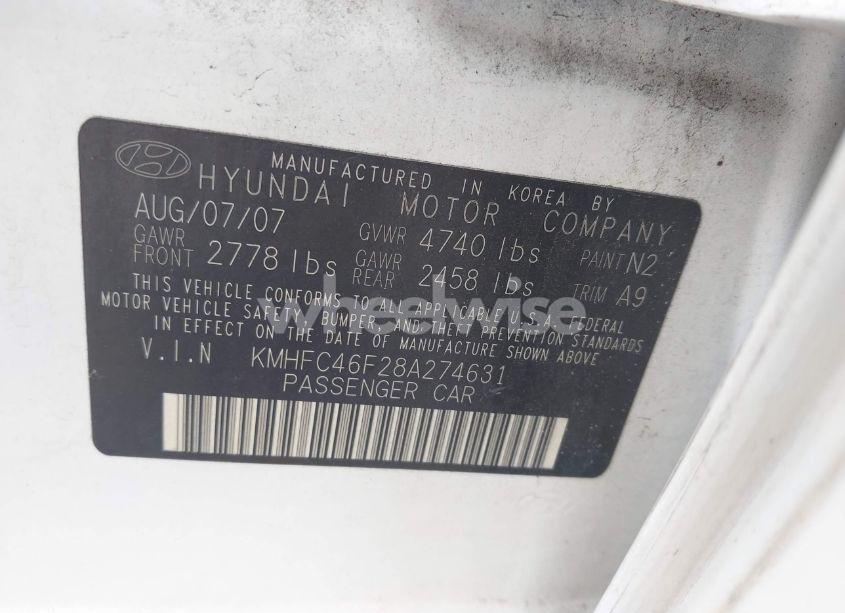 MANUFACTURED IN KOREA BY
HYUNDAI MOTOR COMPANY
AUG/07/07 GVWR 4740 lbs PAINT N2
GAWR FRONT 2778 lbs GAWR REAR 2458 lbs TRIM A9
THIS VEHICLE CONFORMS TO ALL APPLICABLE U.S. FEDERAL
MOTOR VEHICLE SAFETY, BUMPER, AND THEFT PREVENTION STANDARDS
IN EFFECT ON THE DATE OF MANUFACTURE SHOWN ABOVE
V.I.N KMHFC46F28A274631
PASSENGER CAR
wheelwise